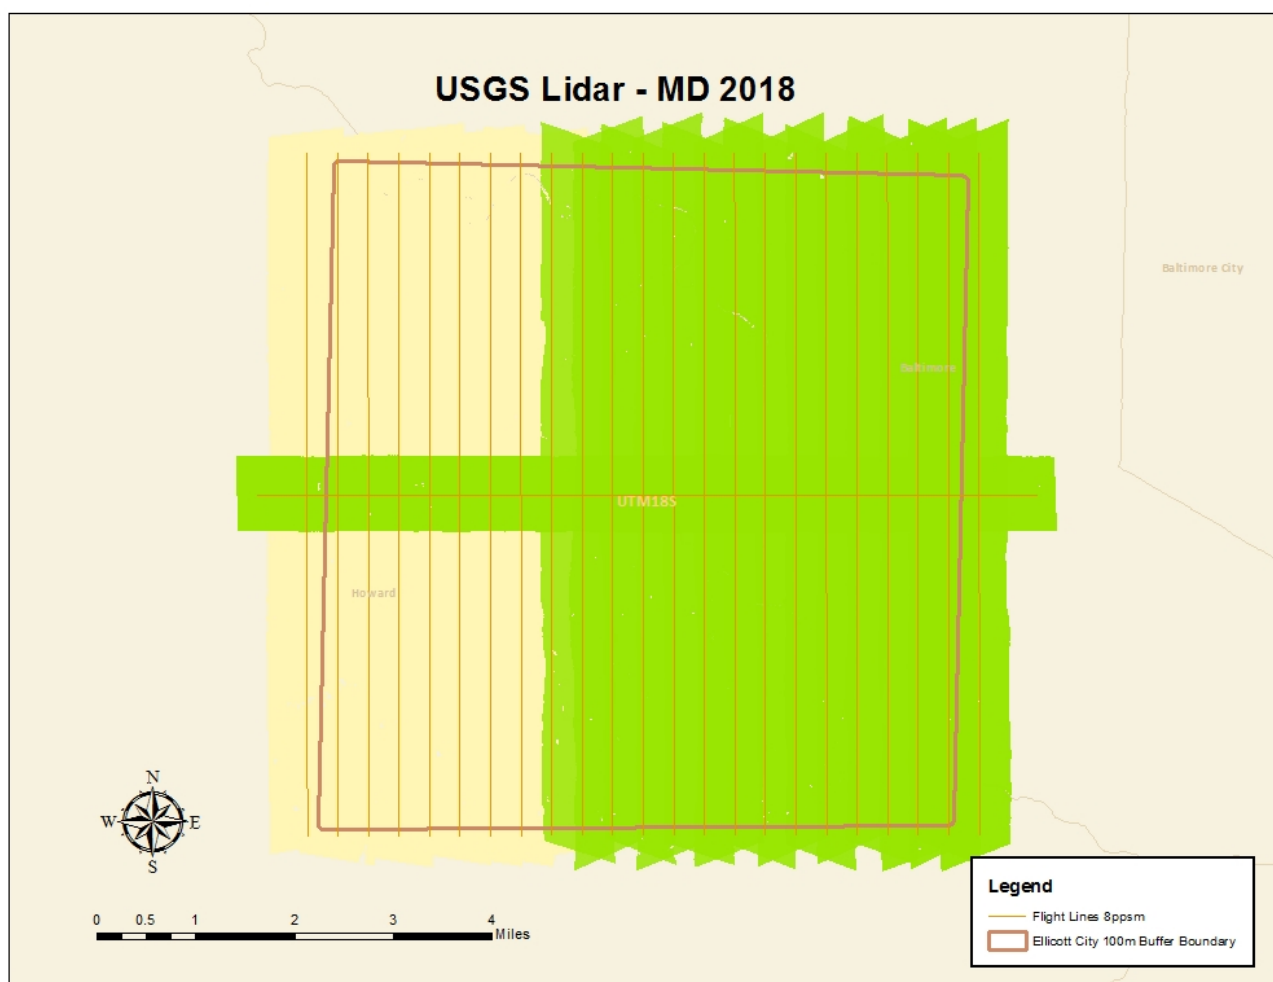 USGS Lidar - MD 2018
Baltimore City
Baltimore
UTM18S
Howard
N
W E
S
0 0.5 1 2 3 4
Miles
Legend
Flight Lines 8ppsm
Ellicott City 100m Buffer Boundary